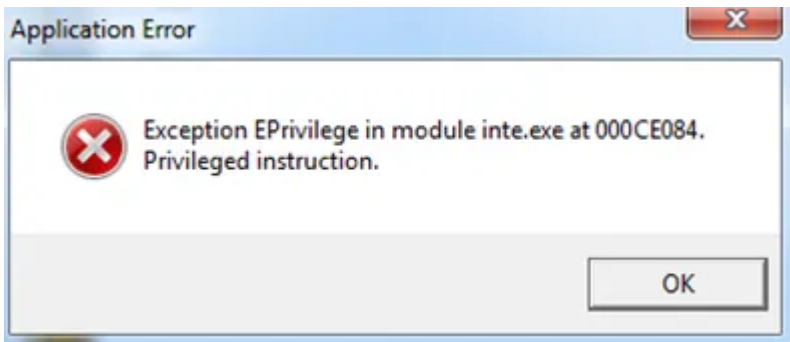 Application Error
Exception EPrivilege in module inte.exe at 000CE084.
Privileged instruction.
OK